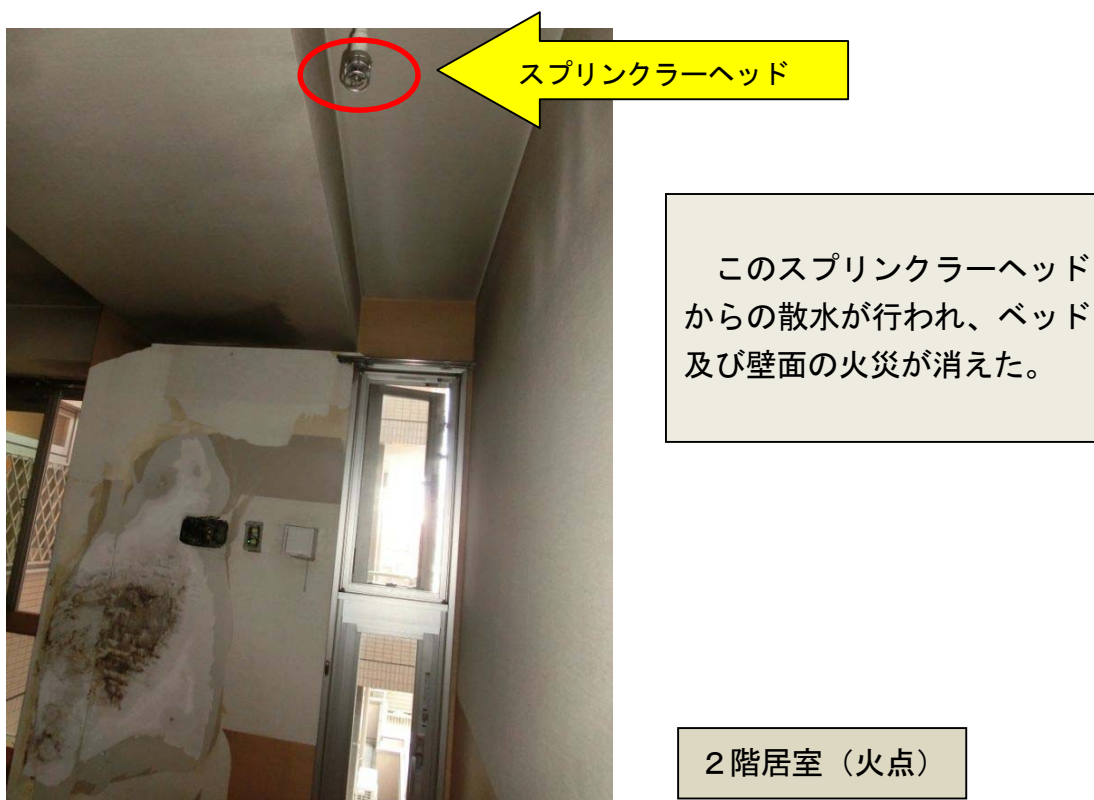 スプリンクラーヘッド
このスプリンクラーヘッド
からの散水が行われ、ベッド
及び壁面の火災が消えた。
２階居室（火点）